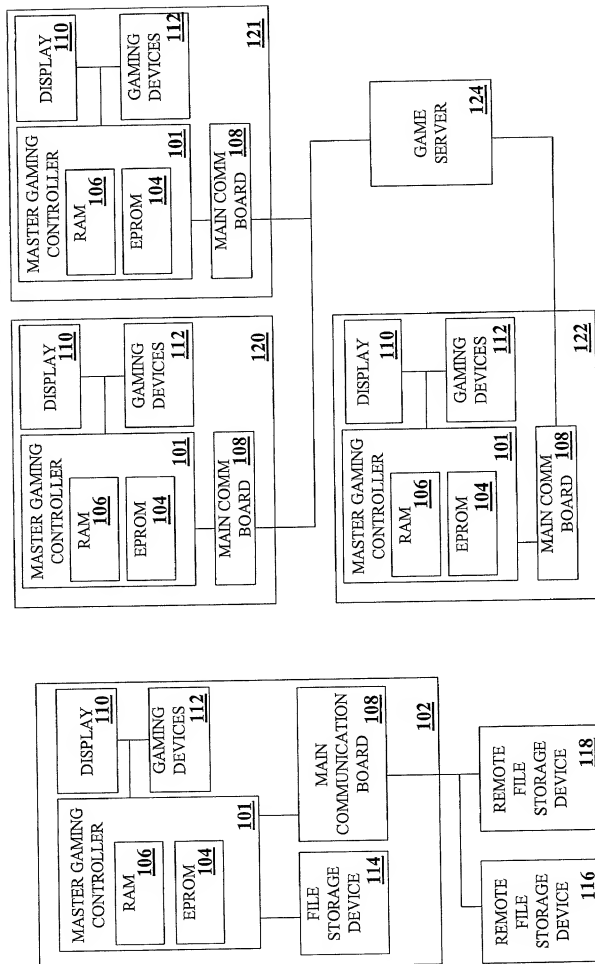 MASTER GAMING
CONTROLLER
101
RAM
106
EPROM
104
DISPLAY
110
GAMING
DEVICES
112
FILE
STORAGE
DEVICE
114
MAIN
COMMUNICATION
BOARD
108
102
REMOTE
FILE
STORAGE
DEVICE
116
REMOTE
FILE
STORAGE
DEVICE
118
MASTER GAMING
CONTROLLER
101
RAM
106
EPROM
104
DISPLAY
110
GAMING
DEVICES
112
MAIN COMM
BOARD
108
120
MASTER GAMING
CONTROLLER
101
RAM
106
EPROM
104
DISPLAY
110
GAMING
DEVICES
112
MAIN COMM
BOARD
108
121
MASTER GAMING
CONTROLLER
101
RAM
106
EPROM
104
DISPLAY
110
GAMING
DEVICES
112
MAIN COMM
BOARD
108
122
GAME
SERVER
124